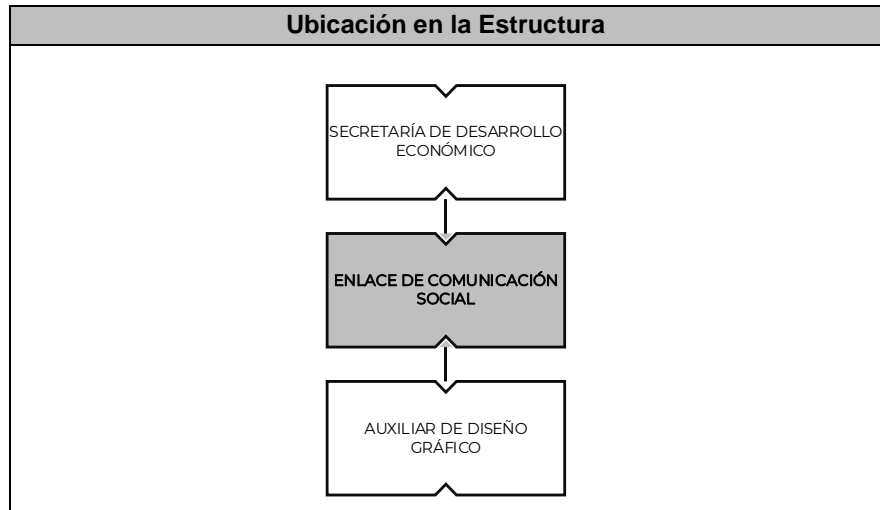 Ubicación en la Estructura
SECRETARÍA DE DESARROLLO
ECONÓMICO
ENLACE DE COMUNICACIÓN
SOCIAL
AUXILIAR DE DISEÑO
GRÁFICO